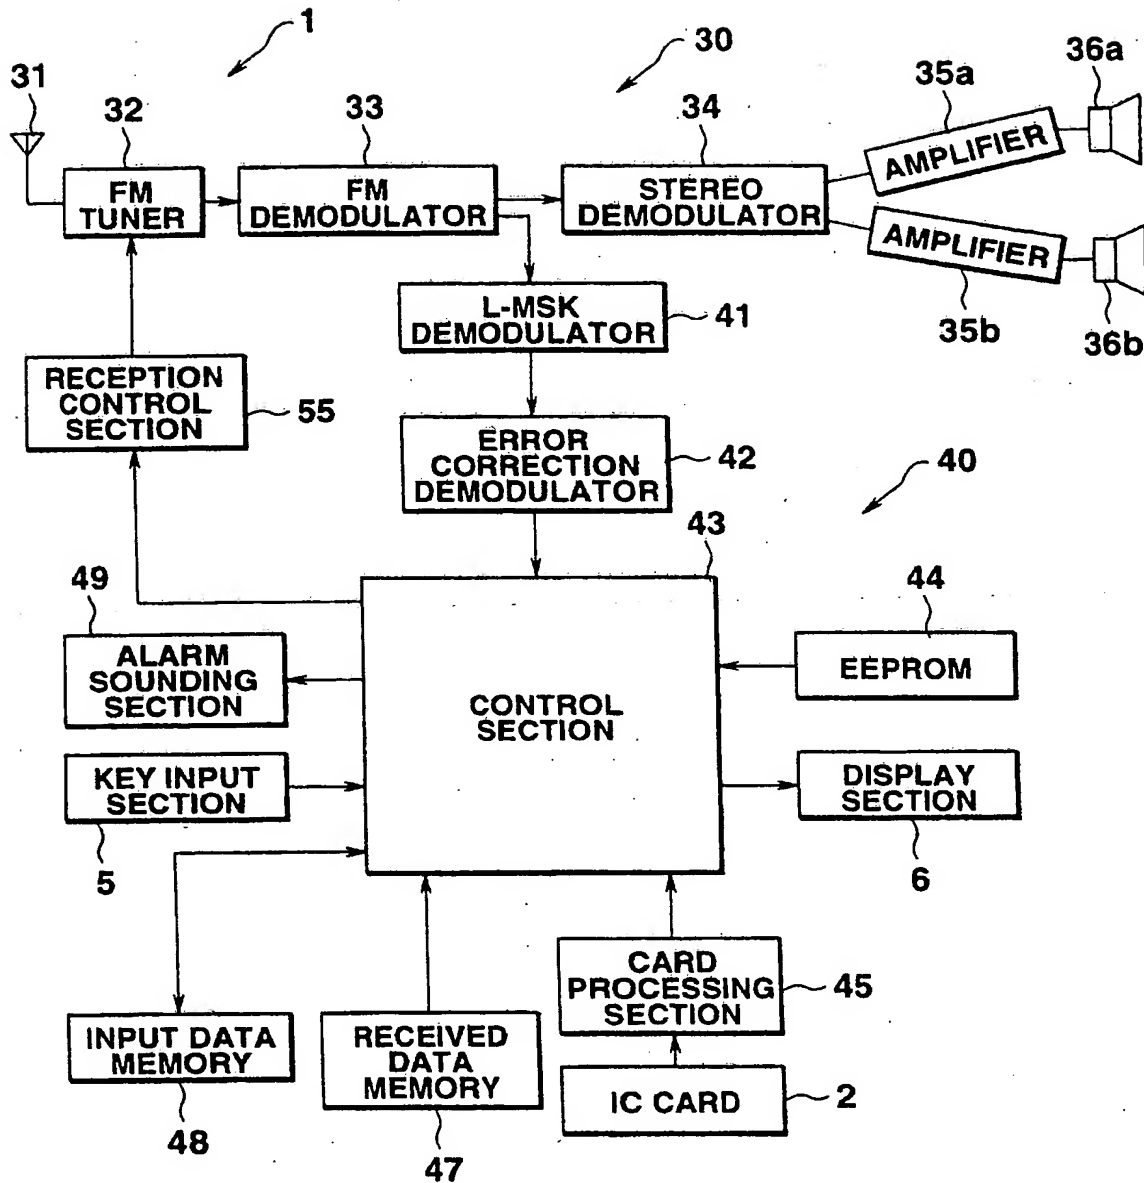 1
30
31
32
33
34
35a
36a
FM
TUNER
FM
DEMODULATOR
STEREO
DEMODULATOR
AMPLIFIER
AMPLIFIER
35b
36b
L-MSK
DEMODULATOR
41
RECEPTION
CONTROL
SECTION
55
ERROR
CORRECTION
DEMODULATOR
42
40
43
49
44
ALARM
SOUNDING
SECTION
CONTROL
SECTION
EEPROM
KEY INPUT
SECTION
DISPLAY
SECTION
5
6
CARD
PROCESSING
SECTION
45
INPUT DATA
MEMORY
RECEIVED
DATA
MEMORY
IC CARD
2
48
47